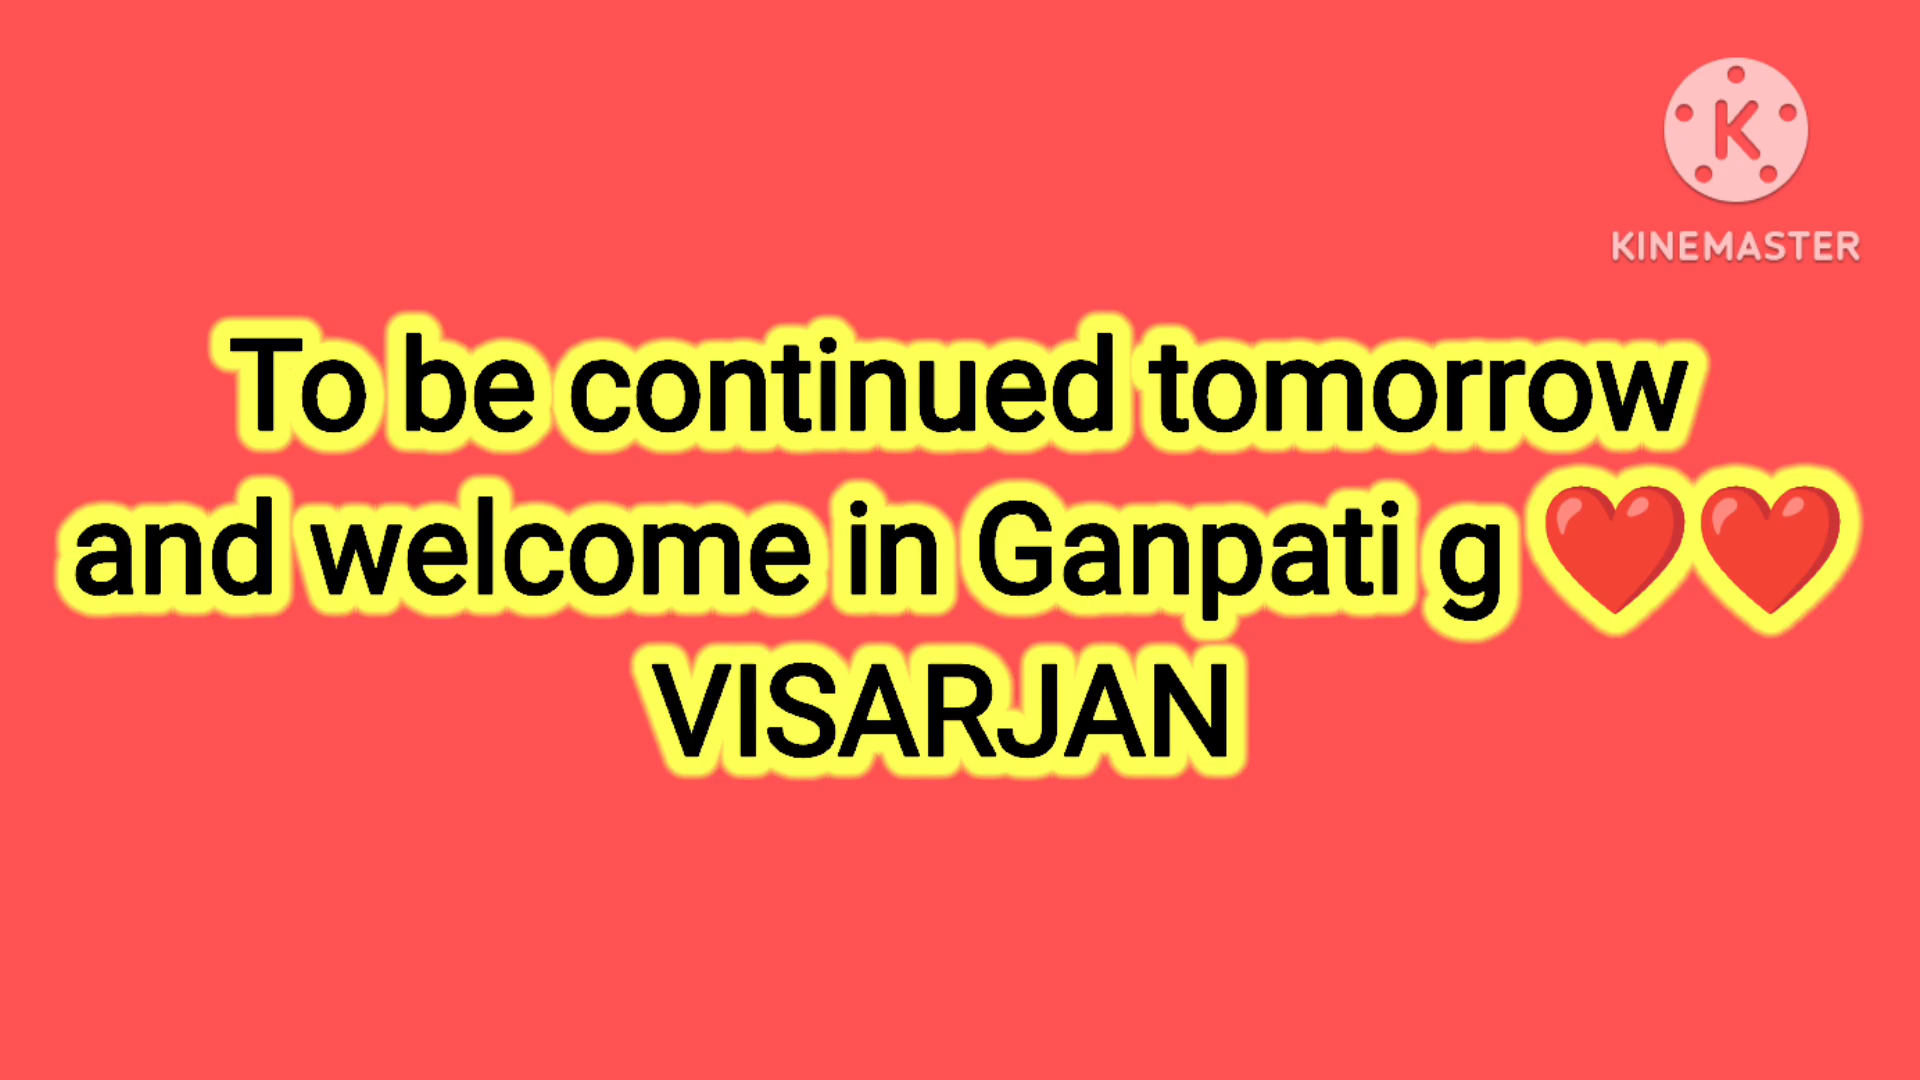 KINEMASTER
To be continued tomorrow
and welcome in Ganpati g ❤️❤️
VISARJAN